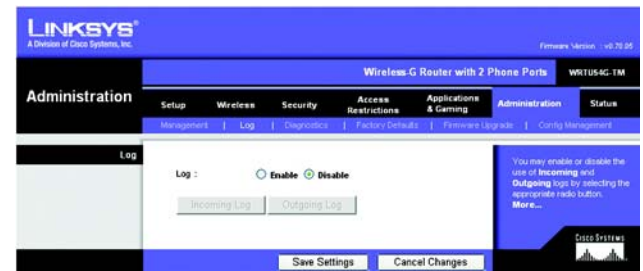 LINKSYS®
A Division of Cisco Systems, Inc.
Firmware Version : v0.70.05
Wireless-G Router with 2 Phone Ports WRTU54G-TM
Administration
Setup Wireless Security Access Restrictions Applications & Gaming Administration Status
Management | Log | Diagnostics | Factory Defaults | Firmware Upgrade | Config Management
Log
Log : Enable Disable
Incoming Log Outgoing Log
You may enable or disable the
use of Incoming and
Outgoing logs by selecting the
appropriate radio button.
More...
Save Settings Cancel Changes
CISCO SYSTEMS